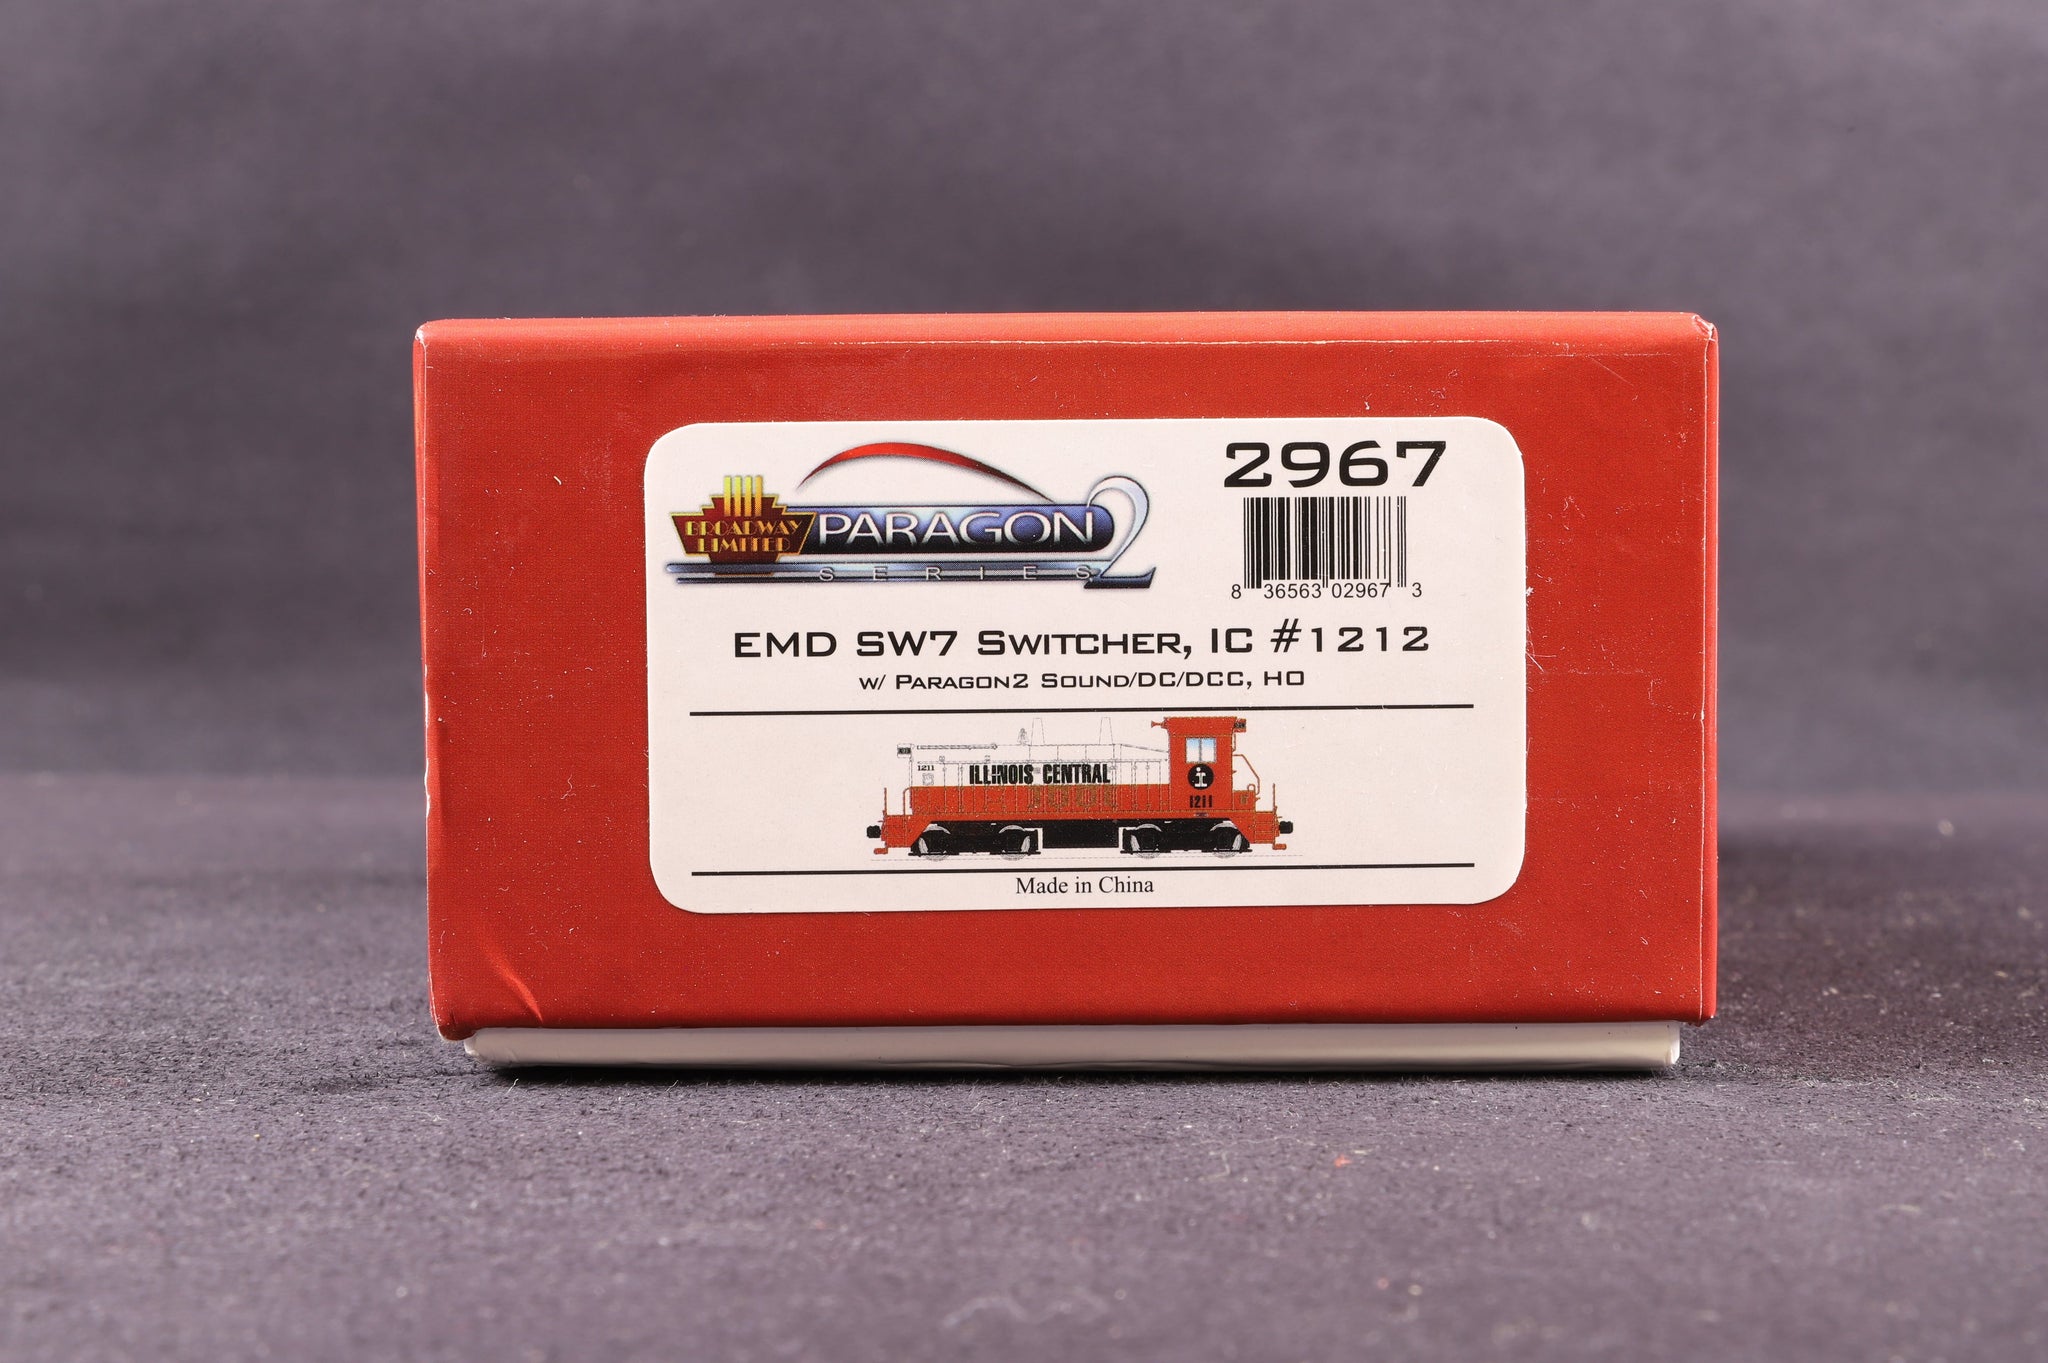 BROADWAY
LIMITED
PARAGON 2
SERIES
2967
8 36563 02967 3
EMD SW7 Switcher, IC #1212
w/ Paragon2 Sound/DC/DCC, HO
1211
ILLINOIS CENTRAL
1211
Made in China